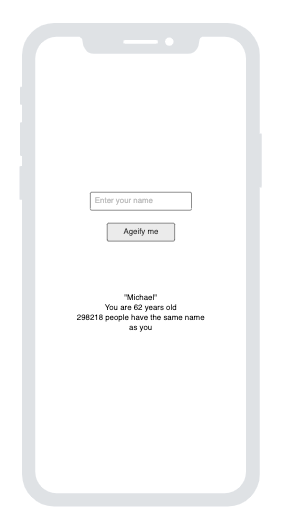 Enter your name
Ageify me
"Michael"
You are 62 years old
298218 people have the same name
as you